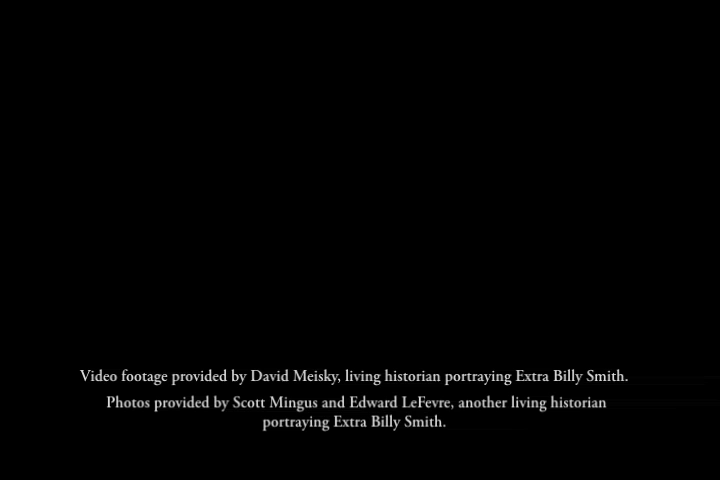 Video footage provided by David Meisky, living historian portraying Extra Billy Smith.
Photos provided by Scott Mingus and Edward LeFevre, another living historian
portraying Extra Billy Smith.